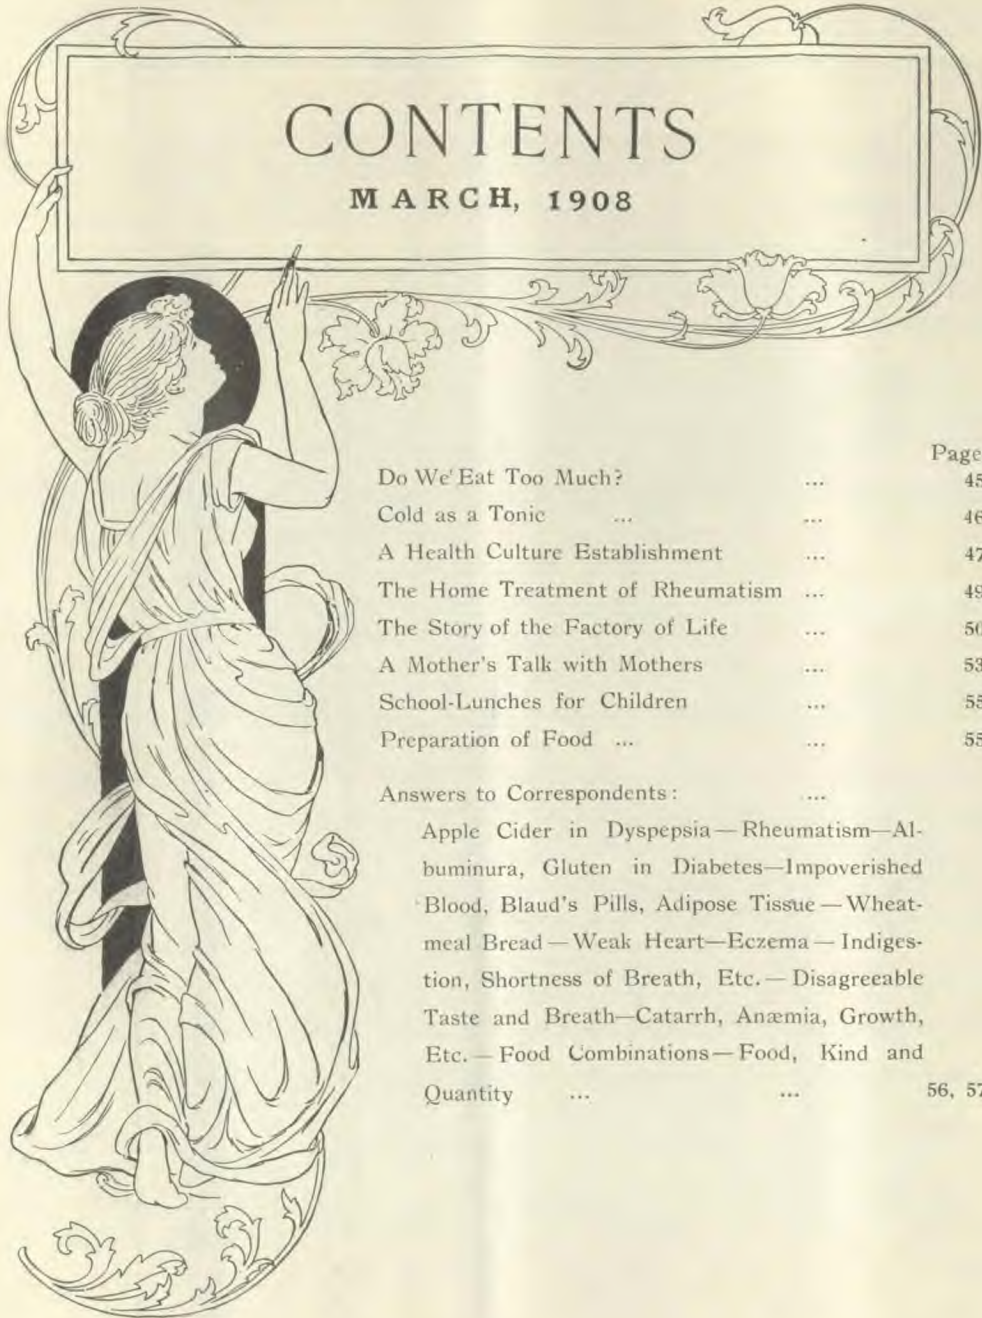 CONTENTS
MARCH, 1908
Page
Do We' Eat Too Much? ... 45
Cold as a Tonic ... ... 46
A Health Culture Establishment ... 47
The Home Treatment of Rheumatism ... 49
The Story of the Factory of Life ... 50
A Mother's Talk with Mothers ... 53
School-Lunches for Children ... 55
Preparation of Food ... ... 55
Answers to Correspondents: ...
Apple Cider in Dyspepsia—Rheumatism—Al-
buminura, Gluten in Diabetes—Impoverished
Blood, Blaud's Pills, Adipose Tissue—Wheat-
meal Bread—Weak Heart—Eczema—Indiges-
tion, Shortness of Breath, Etc.—Disagreeable
Taste and Breath—Catarrh, Anæmia, Growth,
Etc.—Food Combinations—Food, Kind and
Quantity ... ... 56, 57